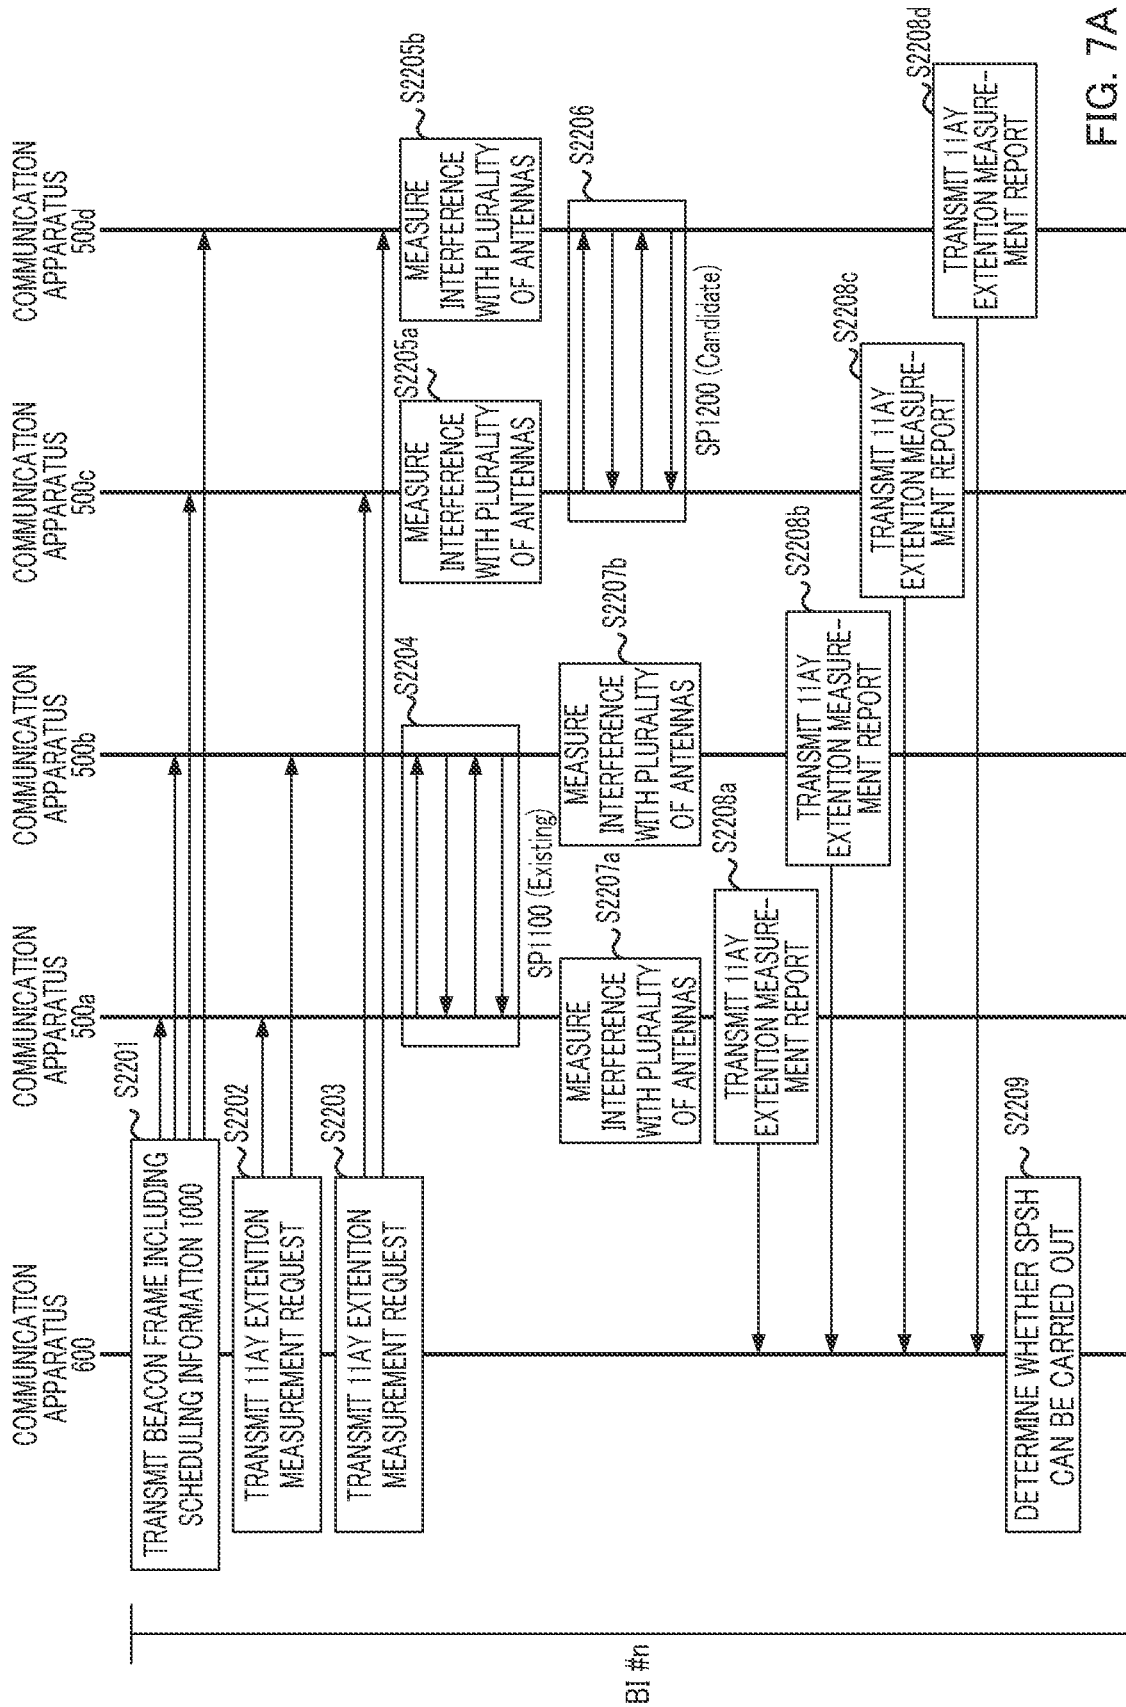 COMMUNICATION
APPARATUS
600
COMMUNICATION
APPARATUS
500a
COMMUNICATION
APPARATUS
500b
COMMUNICATION
APPARATUS
500c
COMMUNICATION
APPARATUS
500d
BI #n
S2201
TRANSMIT BEACON FRAME INCLUDING
SCHEDULING INFORMATION 1000
S2202
TRANSMIT 11AY EXTENTION
MEASUREMENT REQUEST
S2203
TRANSMIT 11AY EXTENTION
MEASUREMENT REQUEST
S2204
SP1100 (Existing)
S2205a
MEASURE
INTERFERENCE
WITH PLURALITY
OF ANTENNAS
S2205b
MEASURE
INTERFERENCE
WITH PLURALITY
OF ANTENNAS
S2206
SP1200 (Candidate)
S2207a
MEASURE
INTERFERENCE
WITH PLURALITY
OF ANTENNAS
S2207b
MEASURE
INTERFERENCE
WITH PLURALITY
OF ANTENNAS
S2208a
TRANSMIT 11AY
EXTENTION MEASURE-
MENT REPORT
S2208b
TRANSMIT 11AY
EXTENTION MEASURE-
MENT REPORT
S2208c
TRANSMIT 11AY
EXTENTION MEASURE-
MENT REPORT
S2208d
TRANSMIT 11AY
EXTENTION MEASURE-
MENT REPORT
S2209
DETERMINE WHETHER SPSH
CAN BE CARRIED OUT
FIG. 7A